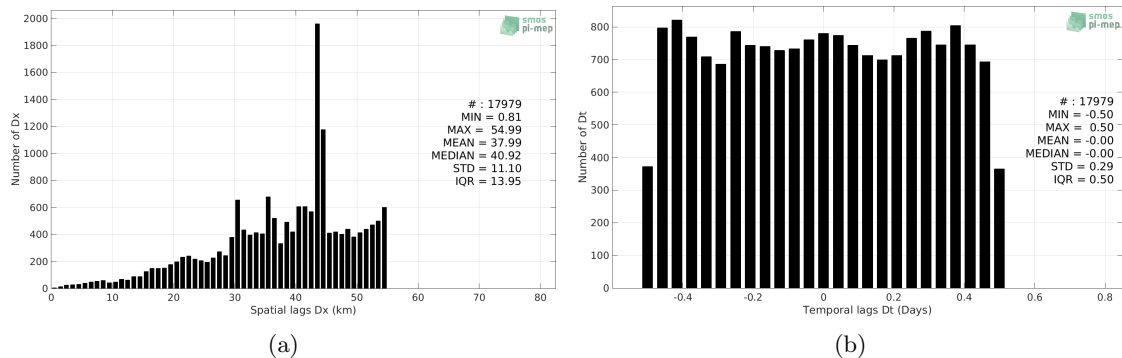 smos
pi-mep
2000
1800
1600
1400
1200
1000
800
600
400
200
0
Number of Dx
# : 17979
MIN = 0.81
MAX = 54.99
MEAN = 37.99
MEDIAN = 40.92
STD = 11.10
IQR = 13.95
0 10 20 30 40 50 60 70 80
Spatial lags Dx (km)
(a)
smos
pi-mep
800
700
600
500
400
300
200
100
0
Number of Dt
# : 17979
MIN = -0.50
MAX = 0.50
MEAN = -0.00
MEDIAN = -0.00
STD = 0.29
IQR = 0.50
-0.4 -0.2 0 0.2 0.4 0.6 0.8
Temporal lags Dt (Days)
(b)